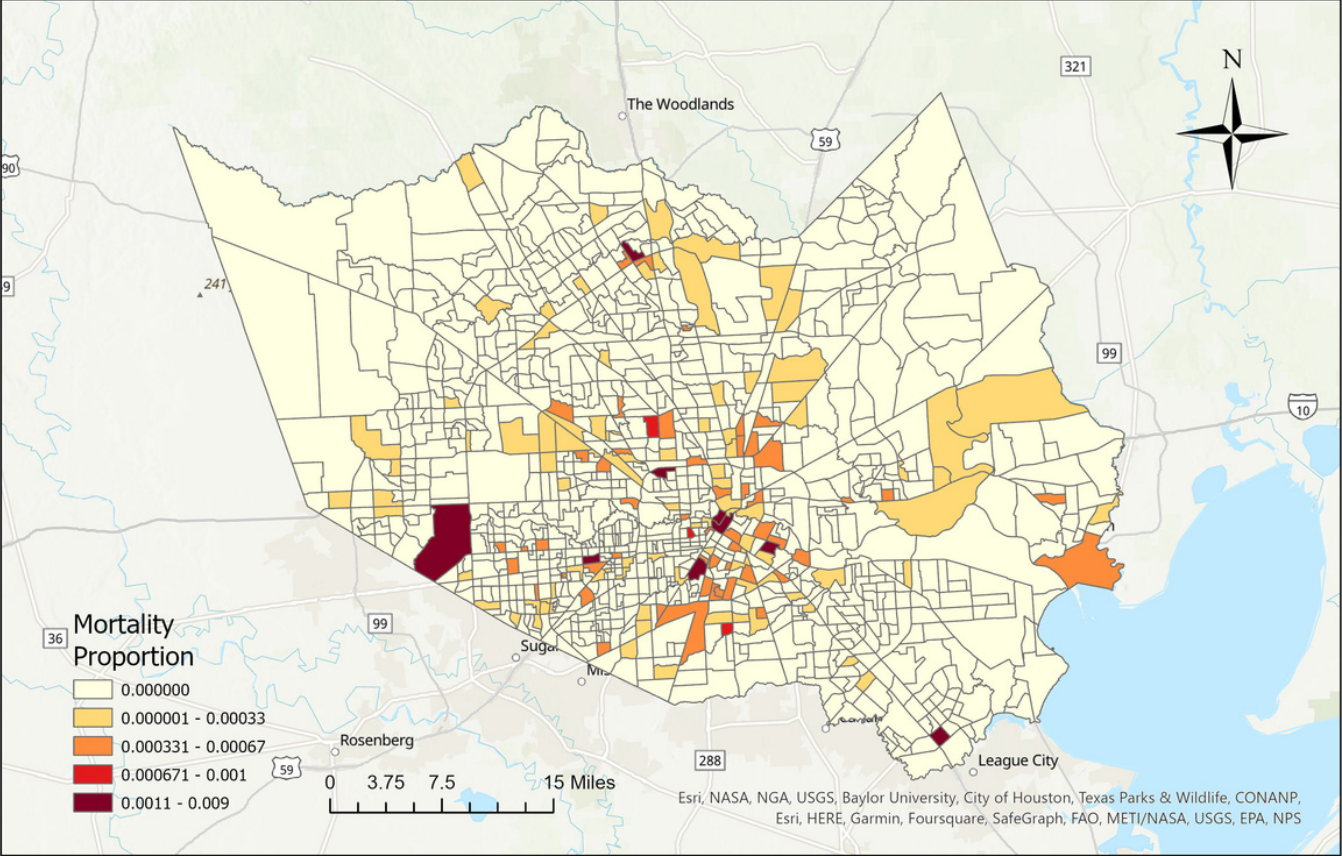 The Woodlands
N
321
59
90
9
241
99
10
Mortality
Proportion
0.000000
0.000001 - 0.00033
0.000331 - 0.00067
0.000671 - 0.001
0.0011 - 0.009
36
99
Sugar
Mis
Rosenberg
59
288
League City
0 3.75 7.5 15 Miles
Esri, NASA, NGA, USGS, Baylor University, City of Houston, Texas Parks & Wildlife, CONANP,
Esri, HERE, Garmin, Foursquare, SafeGraph, FAO, METI/NASA, USGS, EPA, NPS